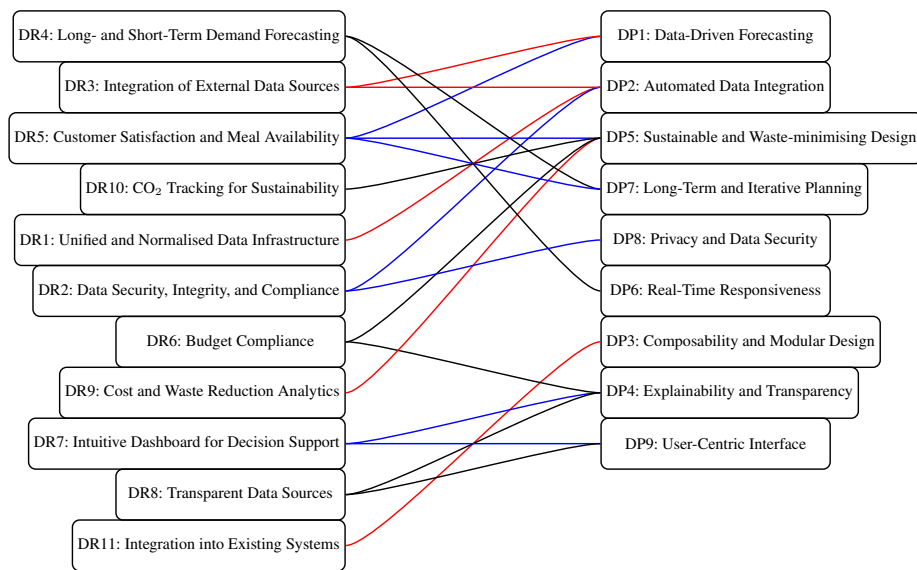 DR4: Long- and Short-Term Demand Forecasting
DR3: Integration of External Data Sources
DR5: Customer Satisfaction and Meal Availability
DR10: CO₂ Tracking for Sustainability
DR1: Unified and Normalised Data Infrastructure
DR2: Data Security, Integrity, and Compliance
DR6: Budget Compliance
DR9: Cost and Waste Reduction Analytics
DR7: Intuitive Dashboard for Decision Support
DR8: Transparent Data Sources
DR11: Integration into Existing Systems
DP1: Data-Driven Forecasting
DP2: Automated Data Integration
DP5: Sustainable and Waste-minimising Design
DP7: Long-Term and Iterative Planning
DP8: Privacy and Data Security
DP6: Real-Time Responsiveness
DP3: Composability and Modular Design
DP4: Explainability and Transparency
DP9: User-Centric Interface